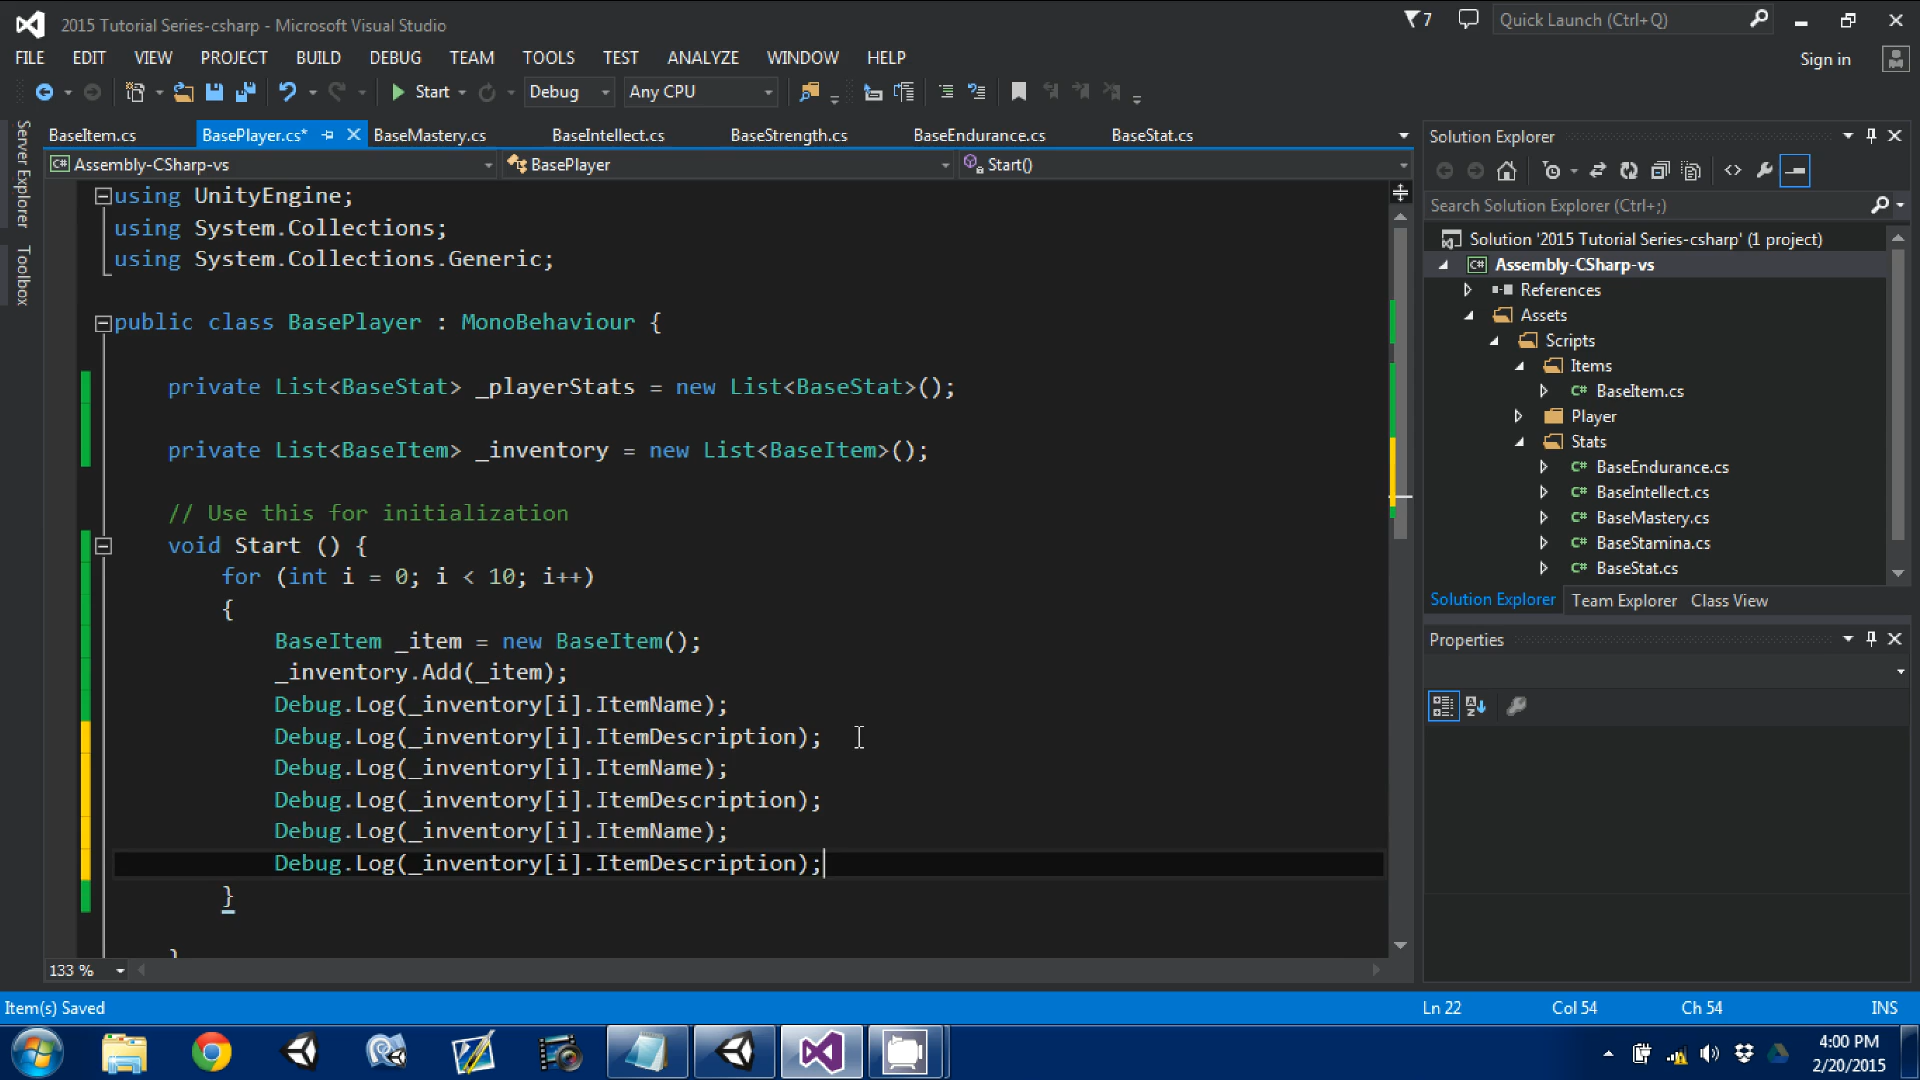 2015 Tutorial Series-csharp - Microsoft Visual Studio
7
Quick Launch (Ctrl+Q)
FILE EDIT VIEW PROJECT BUILD DEBUG TEAM TOOLS TEST ANALYZE WINDOW HELP
Sign in
Start Debug Any CPU
Server Explorer
Toolbox
BaseItem.cs BasePlayer.cs* BaseMastery.cs BaseIntellect.cs BaseStrength.cs BaseEndurance.cs BaseStat.cs
Assembly-CSharp-vs BasePlayer Start()
using UnityEngine;
using System.Collections;
using System.Collections.Generic;
public class BasePlayer : MonoBehaviour {
private List<BaseStat> _playerStats = new List<BaseStat>();
private List<BaseItem> _inventory = new List<BaseItem>();
// Use this for initialization
void Start () {
for (int i = 0; i < 10; i++)
{
BaseItem _item = new BaseItem();
_inventory.Add(_item);
Debug.Log(_inventory[i].ItemName);
Debug.Log(_inventory[i].ItemDescription);
Debug.Log(_inventory[i].ItemName);
Debug.Log(_inventory[i].ItemDescription);
Debug.Log(_inventory[i].ItemName);
Debug.Log(_inventory[i].ItemDescription);
}
}
133 %
Solution Explorer
Search Solution Explorer (Ctrl+;)
Solution '2015 Tutorial Series-csharp' (1 project)
C# Assembly-CSharp-vs
References
Assets
Scripts
Items
C# BaseItem.cs
Player
Stats
C# BaseEndurance.cs
C# BaseIntellect.cs
C# BaseMastery.cs
C# BaseStamina.cs
C# BaseStat.cs
Solution Explorer Team Explorer Class View
Properties
Item(s) Saved
Ln 22 Col 54 Ch 54 INS
4:00 PM
2/20/2015